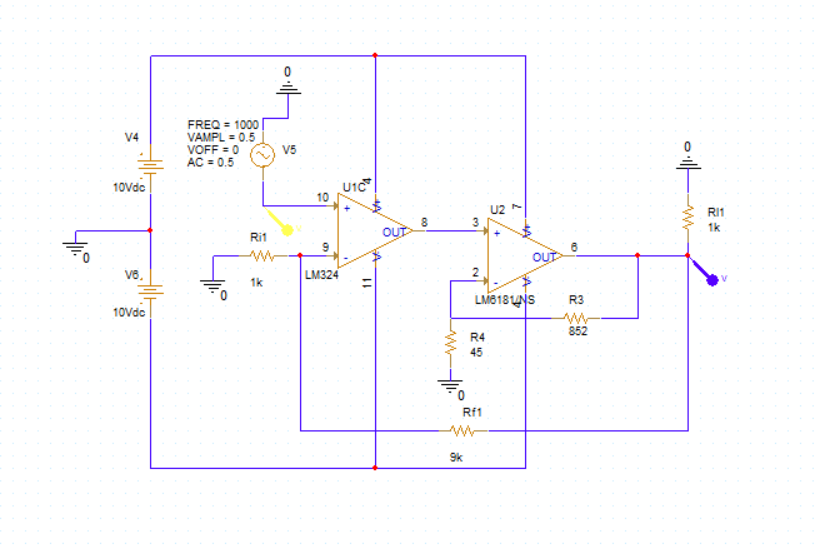 0
FREQ = 1000
VAMPL = 0.5
VOFF = 0
AC = 0.5
V5
V4
10Vdc
0
V6
10Vdc
Ri1
1k
0
U1C
10
+
9
-
4
11
OUT
8
LM324
U2
3
+
2
-
7
4
OUT
6
LM6181/NS
R4
45
0
R3
852
Rf1
9k
0
Rl1
1k
V
V